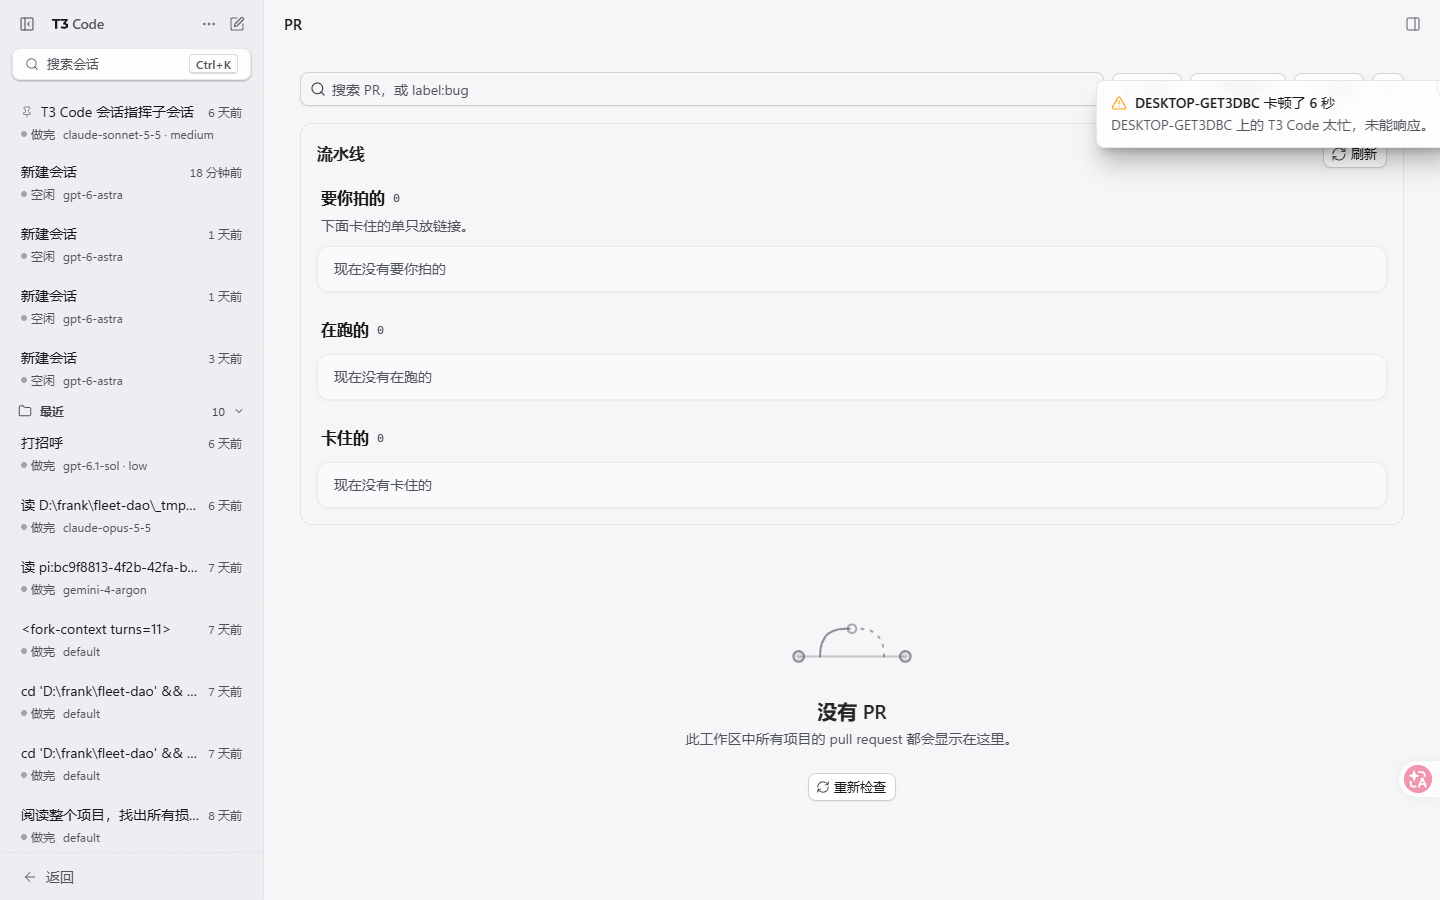 T3 Code
搜索会话
Ctrl+K
T3 Code 会话指挥子会话
6 天前
做完 claude-sonnet-5-5 · medium
新建会话
18 分钟前
空闲 gpt-6-astra
新建会话
1 天前
空闲 gpt-6-astra
新建会话
1 天前
空闲 gpt-6-astra
新建会话
3 天前
空闲 gpt-6-astra
最近
10
打招呼
6 天前
做完 gpt-6.1-sol · low
读 D:\frank\fleet-dao\_tmp...
6 天前
做完 claude-opus-5-5
读 pi:bc9f8813-4f2b-42fa-b...
7 天前
做完 gemini-4-argon
<fork-context turns=11>
7 天前
做完 default
cd 'D:\frank\fleet-dao' && ...
7 天前
做完 default
cd 'D:\frank\fleet-dao' && ...
7 天前
做完 default
阅读整个项目，找出所有损...
8 天前
做完 default
返回
PR
搜索 PR，或 label:bug
DESKTOP-GET3DBC 卡顿了 6 秒
DESKTOP-GET3DBC 上的 T3 Code 太忙，未能响应。
流水线
刷新
要你拍的 0
下面卡住的单只放链接。
现在没有要你拍的
在跑的 0
现在没有在跑的
卡住的 0
现在没有卡住的
没有 PR
此工作区中所有项目的 pull request 都会显示在这里。
重新检查